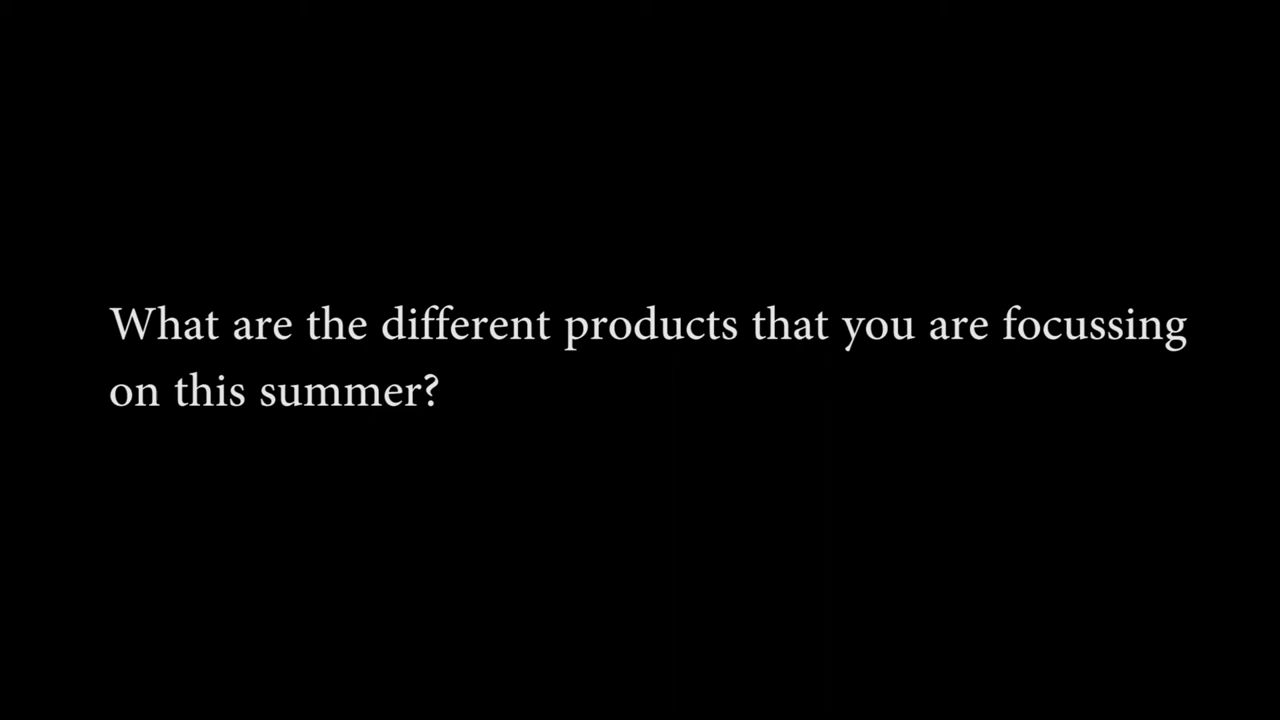 What are the different products that you are focussing
on this summer?